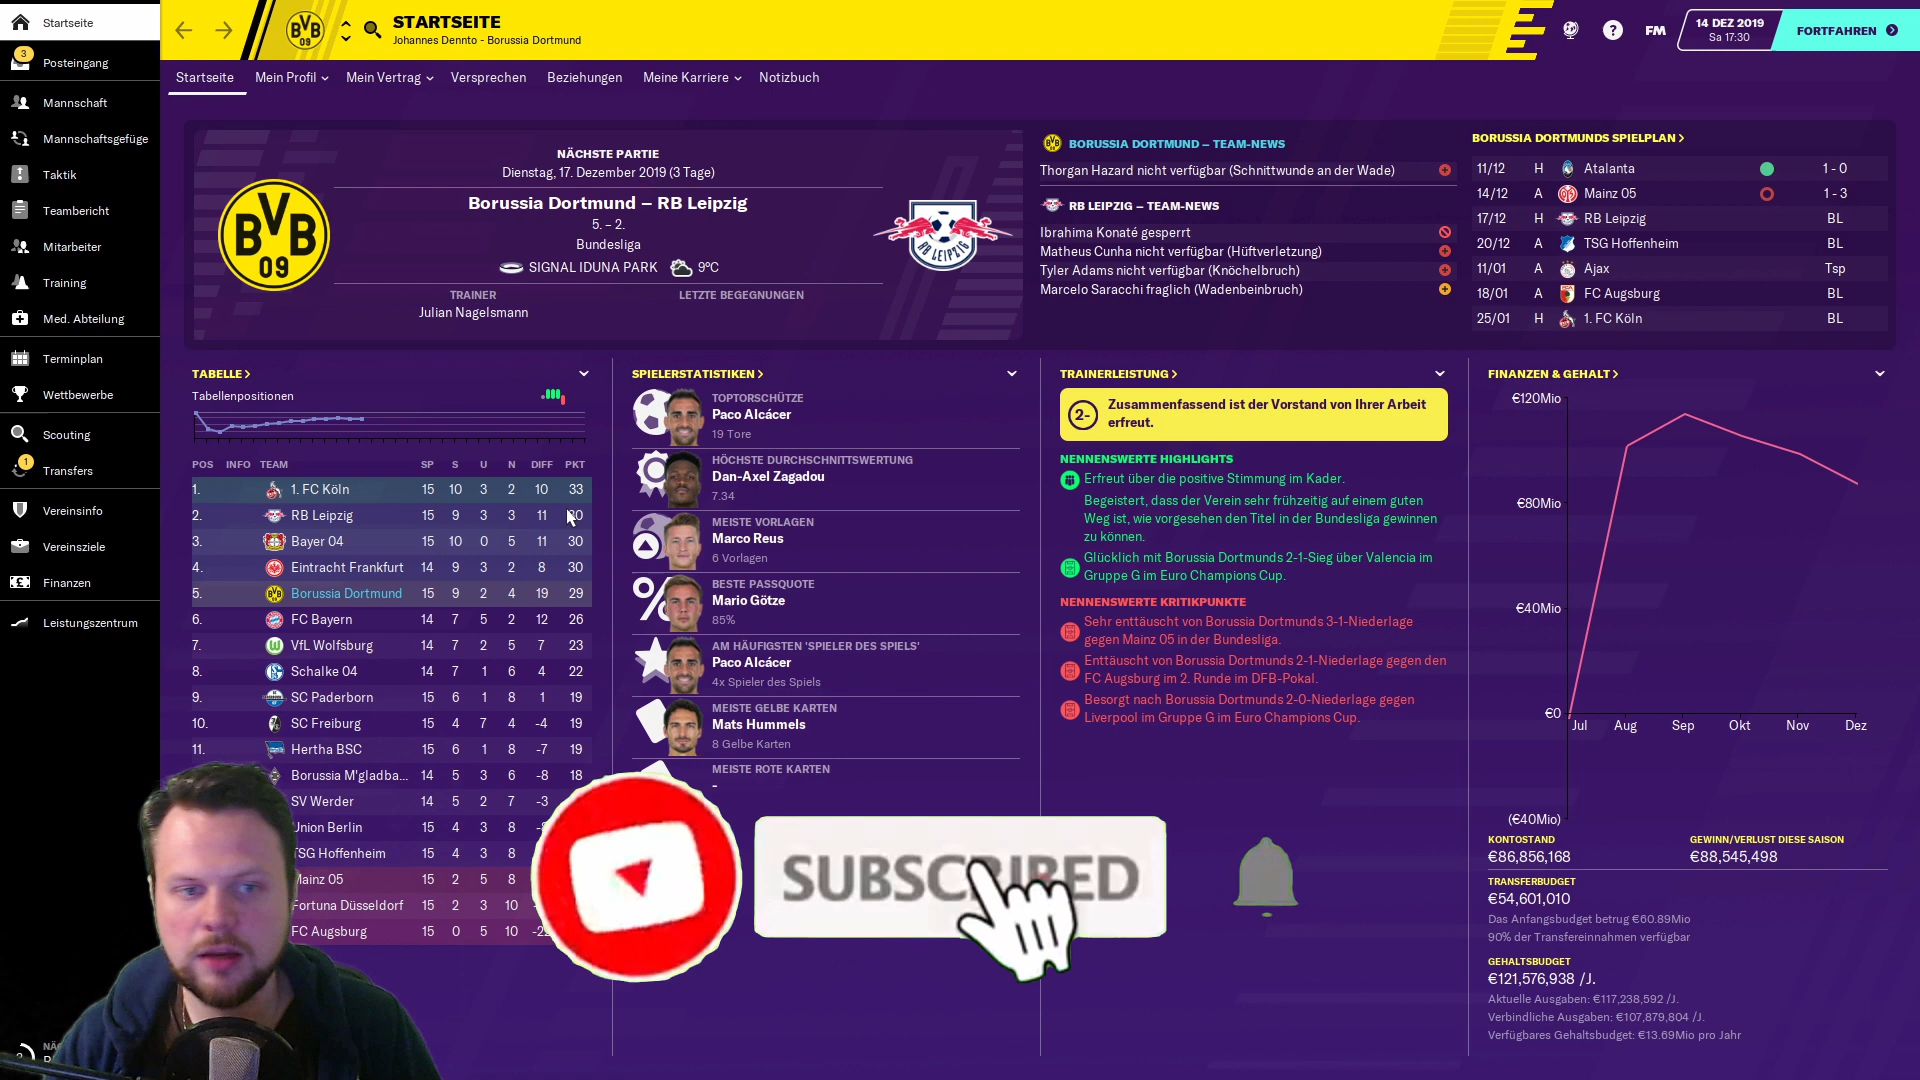 Startseite
3
Posteingang
Mannschaft
Mannschaftsgefüge
Taktik
Teambericht
Mitarbeiter
Training
Med. Abteilung
Terminplan
Wettbewerbe
Scouting
1
Transfers
Vereinsinfo
Vereinsziele
Finanzen
Leistungszentrum
BVB 09
STARTSEITE
Johannes Dennto - Borussia Dortmund
?
FM
14 DEZ 2019
Sa 17:30
FORTFAHREN
Startseite Mein Profil Mein Vertrag Versprechen Beziehungen Meine Karriere Notizbuch
NÄCHSTE PARTIE
Dienstag, 17. Dezember 2019 (3 Tage)
BVB 09
Borussia Dortmund – RB Leipzig
5. – 2.
Bundesliga
SIGNAL IDUNA PARK 9ºC
TRAINER
Julian Nagelsmann
LETZTE BEGEGNUNGEN
RB LEIPZIG
BORUSSIA DORTMUND – TEAM-NEWS
Thorgan Hazard nicht verfügbar (Schnittwunde an der Wade)
RB LEIPZIG – TEAM-NEWS
Ibrahima Konaté gesperrt
Matheus Cunha nicht verfügbar (Hüftverletzung)
Tyler Adams nicht verfügbar (Knöchelbruch)
Marcelo Saracchi fraglich (Wadenbeinbruch)
BORUSSIA DORTMUNDS SPIELPLAN
11/12 H Atalanta 1 - 0
14/12 A Mainz 05 1 - 3
17/12 H RB Leipzig BL
20/12 A TSG Hoffenheim BL
11/01 A Ajax Tsp
18/01 A FC Augsburg BL
25/01 H 1. FC Köln BL
TABELLE
Tabellenpositionen
POS INFO TEAM SP S U N DIFF PKT
1. 1. FC Köln 15 10 3 2 10 33
2. RB Leipzig 15 9 3 3 11
3. Bayer 04 15 10 0 5 11 30
4. Eintracht Frankfurt 14 9 3 2 8 30
5. Borussia Dortmund 15 9 2 4 19 29
6. FC Bayern 14 7 5 2 12 26
7. VfL Wolfsburg 14 7 2 5 7 23
8. Schalke 04 14 7 1 6 4 22
9. SC Paderborn 15 6 1 8 1 19
10. SC Freiburg 15 4 7 4 -4 19
11. Hertha BSC 15 6 1 8 -7 19
Borussia M'gladba... 14 5 3 6 -8 18
SV Werder 14 5 2 7 -3
Union Berlin 15 4 3 8
TSG Hoffenheim 15 4 3 8
Mainz 05 15 2 5 8
Fortuna Düsseldorf 15 2 3 10
FC Augsburg 15 0 5 10
SPIELERSTATISTIKEN
TOPTORSCHÜTZE
Paco Alcácer
19 Tore
HÖCHSTE DURCHSCHNITTSWERTUNG
Dan-Axel Zagadou
7.34
MEISTE VORLAGEN
Marco Reus
6 Vorlagen
BESTE PASSQUOTE
Mario Götze
85%
AM HÄUFIGSTEN 'SPIELER DES SPIELS'
Paco Alcácer
4x Spieler des Spiels
MEISTE GELBE KARTEN
Mats Hummels
8 Gelbe Karten
MEISTE ROTE KARTEN
-
TRAINERLEISTUNG
2-
Zusammenfassend ist der Vorstand von Ihrer Arbeit
erfreut.
NENNENSWERTE HIGHLIGHTS
Erfreut über die positive Stimmung im Kader.
Begeistert, dass der Verein sehr frühzeitig auf einem guten
Weg ist, wie vorgesehen den Titel in der Bundesliga gewinnen
zu können.
Glücklich mit Borussia Dortmunds 2-1-Sieg über Valencia im
Gruppe G im Euro Champions Cup.
NENNENSWERTE KRITIKPUNKTE
Sehr enttäuscht von Borussia Dortmunds 3-1-Niederlage
gegen Mainz 05 in der Bundesliga.
Enttäuscht von Borussia Dortmunds 2-1-Niederlage gegen den
FC Augsburg im 2. Runde im DFB-Pokal.
Besorgt nach Borussia Dortmunds 2-0-Niederlage gegen
Liverpool im Gruppe G im Euro Champions Cup.
FINANZEN & GEHALT
€120Mio
€80Mio
€40Mio
€0
Jul Aug Sep Okt Nov Dez
(€40Mio)
KONTOSTAND
€86,856,168
GEWINN/VERLUST DIESE SAISON
€88,545,498
TRANSFERBUDGET
€54,601,010
Das Anfangsbudget betrug €60.89Mio
90% der Transfereinnahmen verfügbar
GEHALTSBUDGET
€121,576,938 /J.
Aktuelle Ausgaben: €117,238,592 /J.
Verbindliche Ausgaben: €107,879,804 /J.
Verfügbares Gehaltsbudget: €13.69Mio pro Jahr
SUBSCRIBED